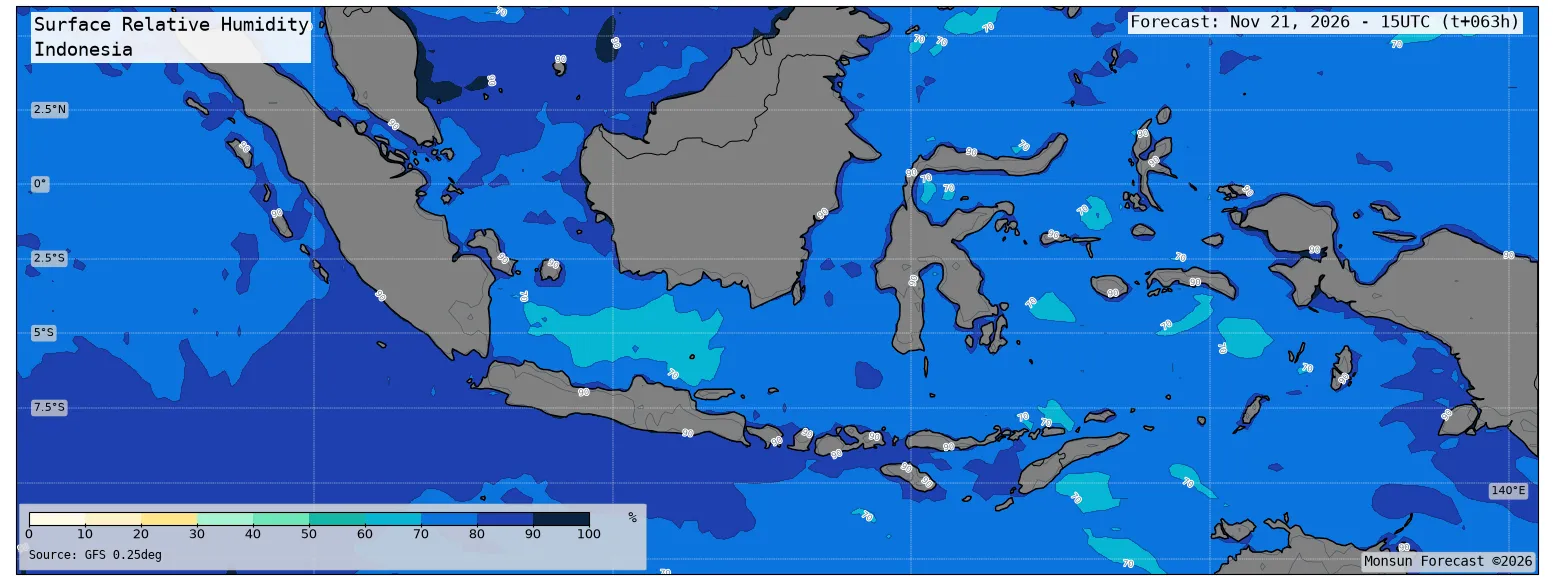 Surface Relative Humidity
Indonesia
Forecast: Nov 21, 2026 - 15UTC (t+063h)
2.5°N
0°
2.5°S
5°S
7.5°S
140°E
0 10 20 30 40 50 60 70 80 90 100
%
Source: GFS 0.25deg
Monsun Forecast ©2026